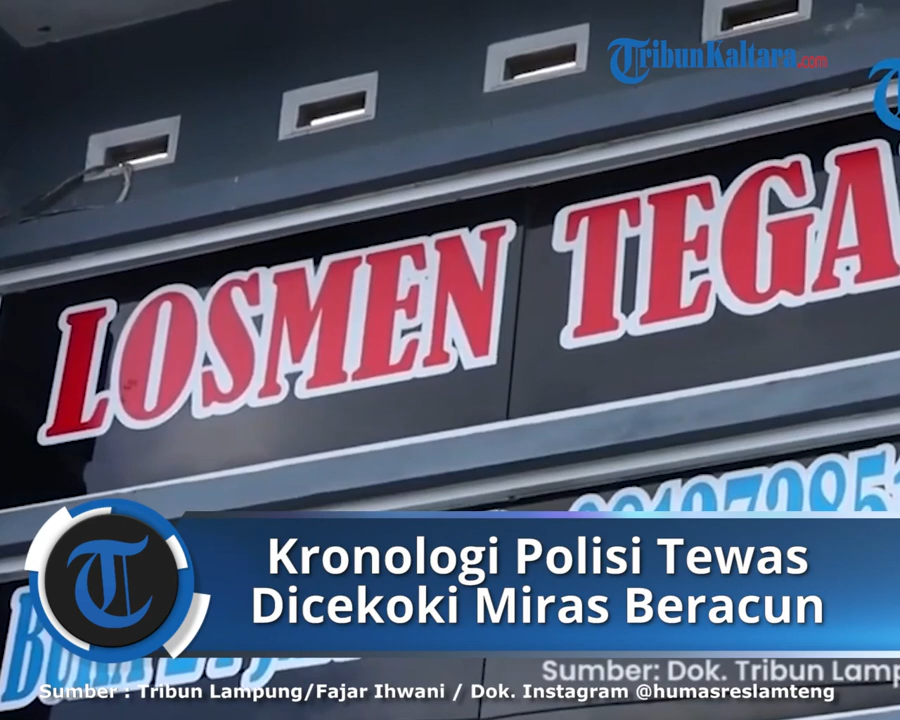 TribunKaltara.com
LOSMEN TEGA
Kronologi Polisi Tewas
Dicekoki Miras Beracun
Sumber: Dok. Tribun Lamp
Sumber : Tribun Lampung/Fajar Ihwani / Dok. Instagram @humasreslamteng